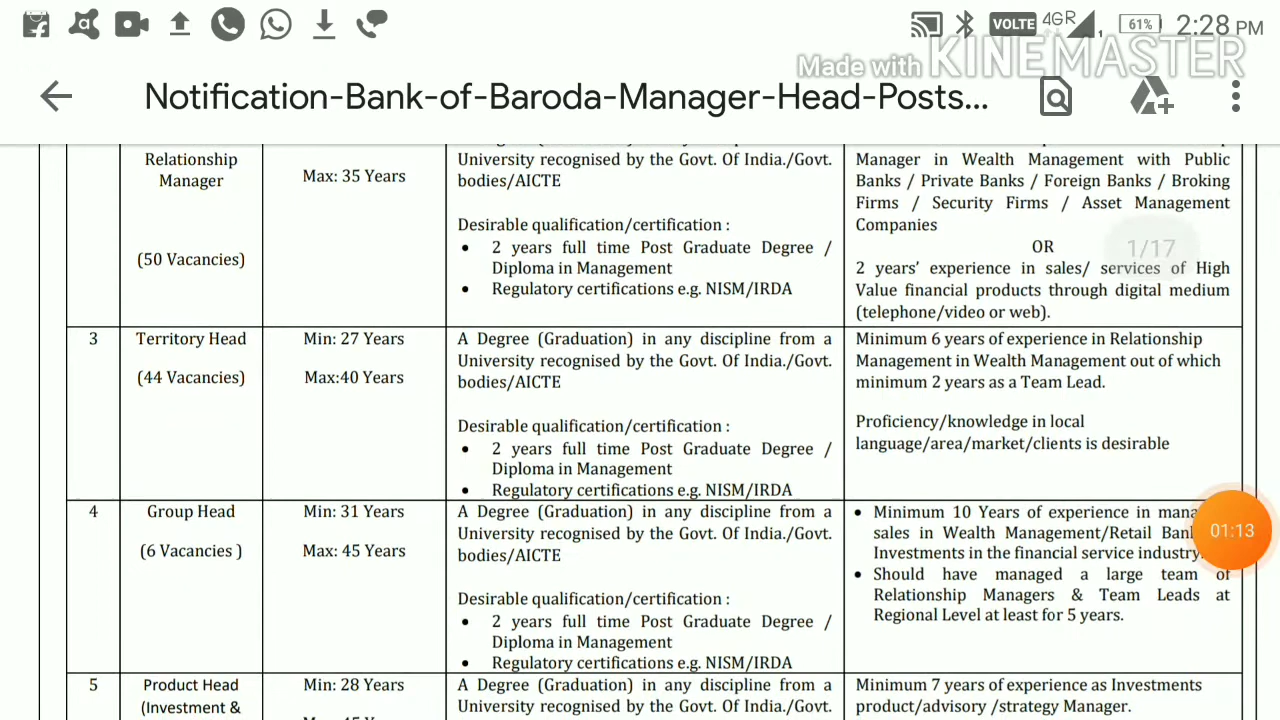 VOLTE 4G R 1 61% 2:28 PM
Made with KINEMASTER
Notification-Bank-of-Baroda-Manager-Head-Posts...
Relationship
Manager
(50 Vacancies)
Max: 35 Years
University recognised by the Govt. Of India./Govt.
bodies/AICTE
Desirable qualification/certification :
• 2 years full time Post Graduate Degree /
Diploma in Management
• Regulatory certifications e.g. NISM/IRDA
Manager in Wealth Management with Public
Banks / Private Banks / Foreign Banks / Broking
Firms / Security Firms / Asset Management
Companies
OR
1/17
2 years' experience in sales/ services of High
Value financial products through digital medium
(telephone/video or web).
3
Territory Head
(44 Vacancies)
Min: 27 Years
Max:40 Years
A Degree (Graduation) in any discipline from a
University recognised by the Govt. Of India./Govt.
bodies/AICTE
Desirable qualification/certification :
• 2 years full time Post Graduate Degree /
Diploma in Management
• Regulatory certifications e.g. NISM/IRDA
Minimum 6 years of experience in Relationship
Management in Wealth Management out of which
minimum 2 years as a Team Lead.
Proficiency/knowledge in local
language/area/market/clients is desirable
4
Group Head
(6 Vacancies )
Min: 31 Years
Max: 45 Years
A Degree (Graduation) in any discipline from a
University recognised by the Govt. Of India./Govt.
bodies/AICTE
Desirable qualification/certification :
• 2 years full time Post Graduate Degree /
Diploma in Management
• Regulatory certifications e.g. NISM/IRDA
• Minimum 10 Years of experience in
sales in Wealth Management/Retail
Investments in the financial service industry.
• Should have managed a large team of
Relationship Managers & Team Leads at
Regional Level at least for 5 years.
01:13
5
Product Head
(Investment &
Min: 28 Years
A Degree (Graduation) in any discipline from a
University recognised by the Govt. Of India./Govt.
Minimum 7 years of experience as Investments
product/advisory /strategy Manager.